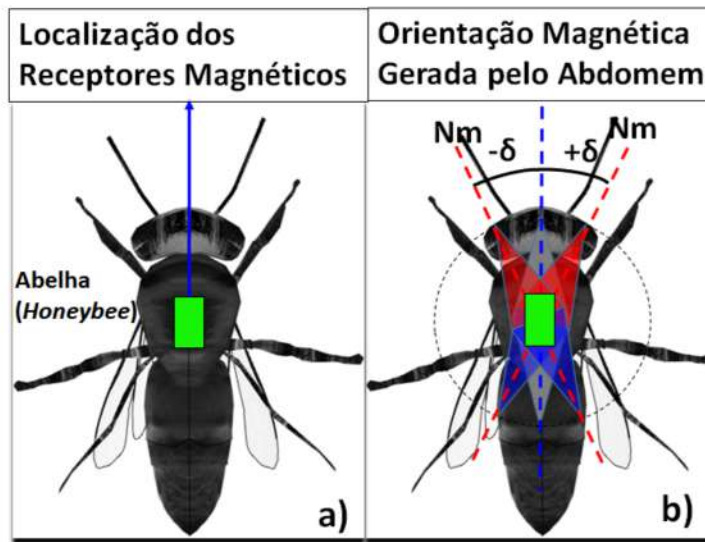 Localização dos
Receptores Magnéticos
Orientação Magnética
Gerada pelo Abdomem
Nm
-δ
+δ
Nm
Abelha
(Honeybee)
a)
b)